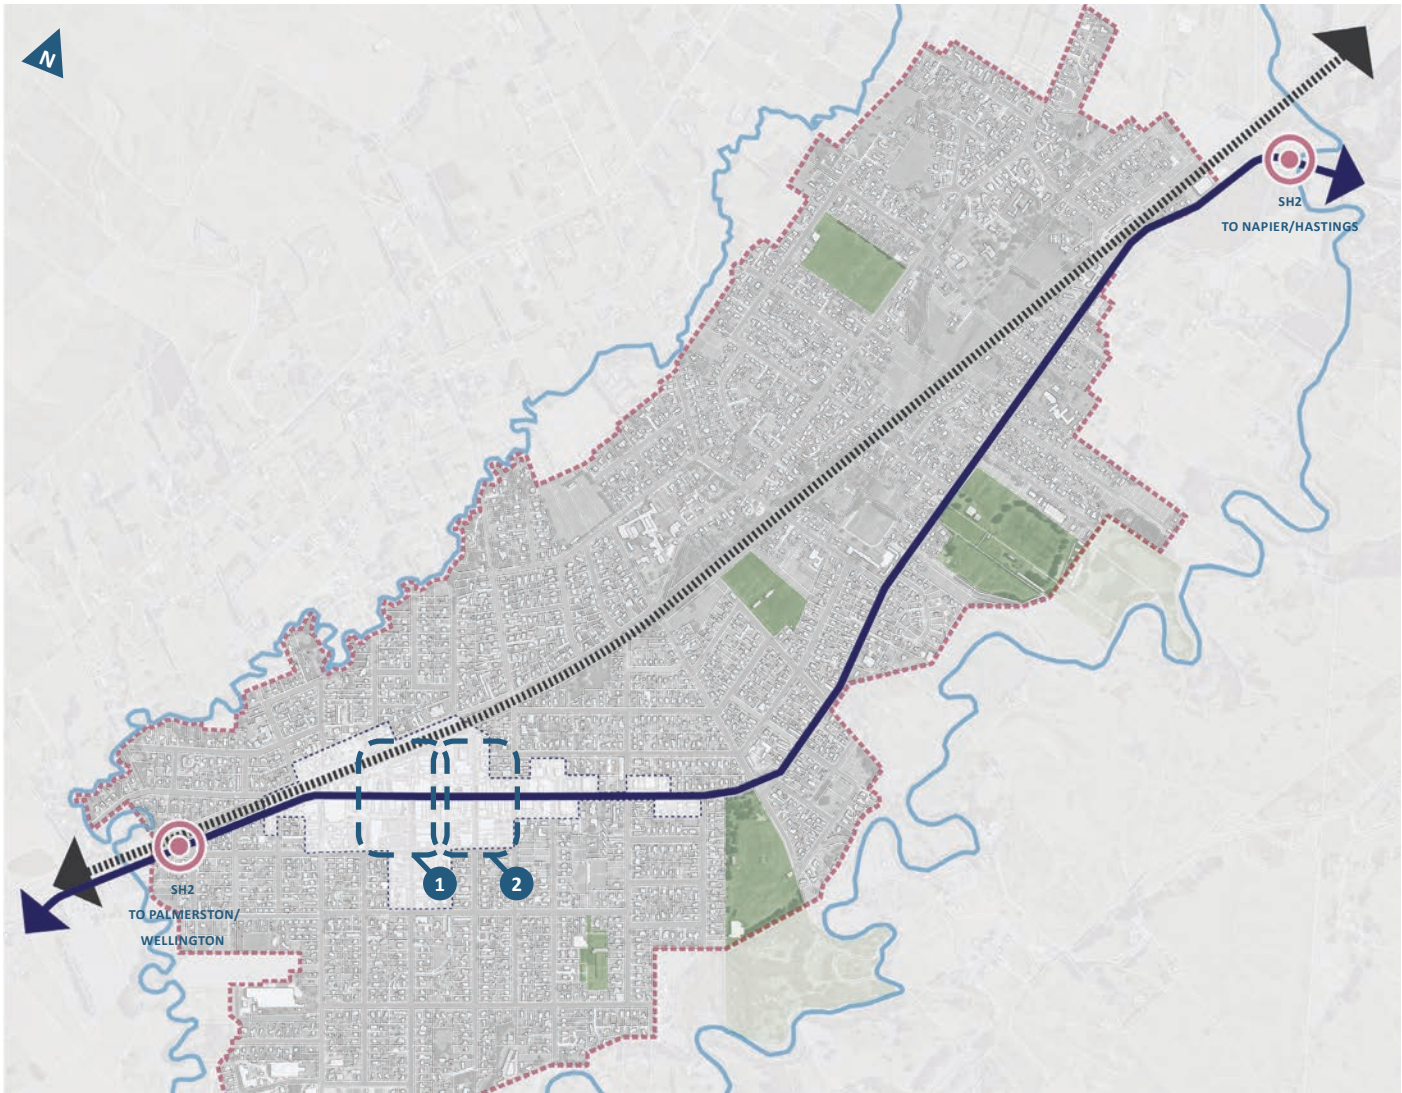 N
SH2
TO NAPIER/HASTINGS
1
2
SH2
TO PALMERSTON/
WELLINGTON